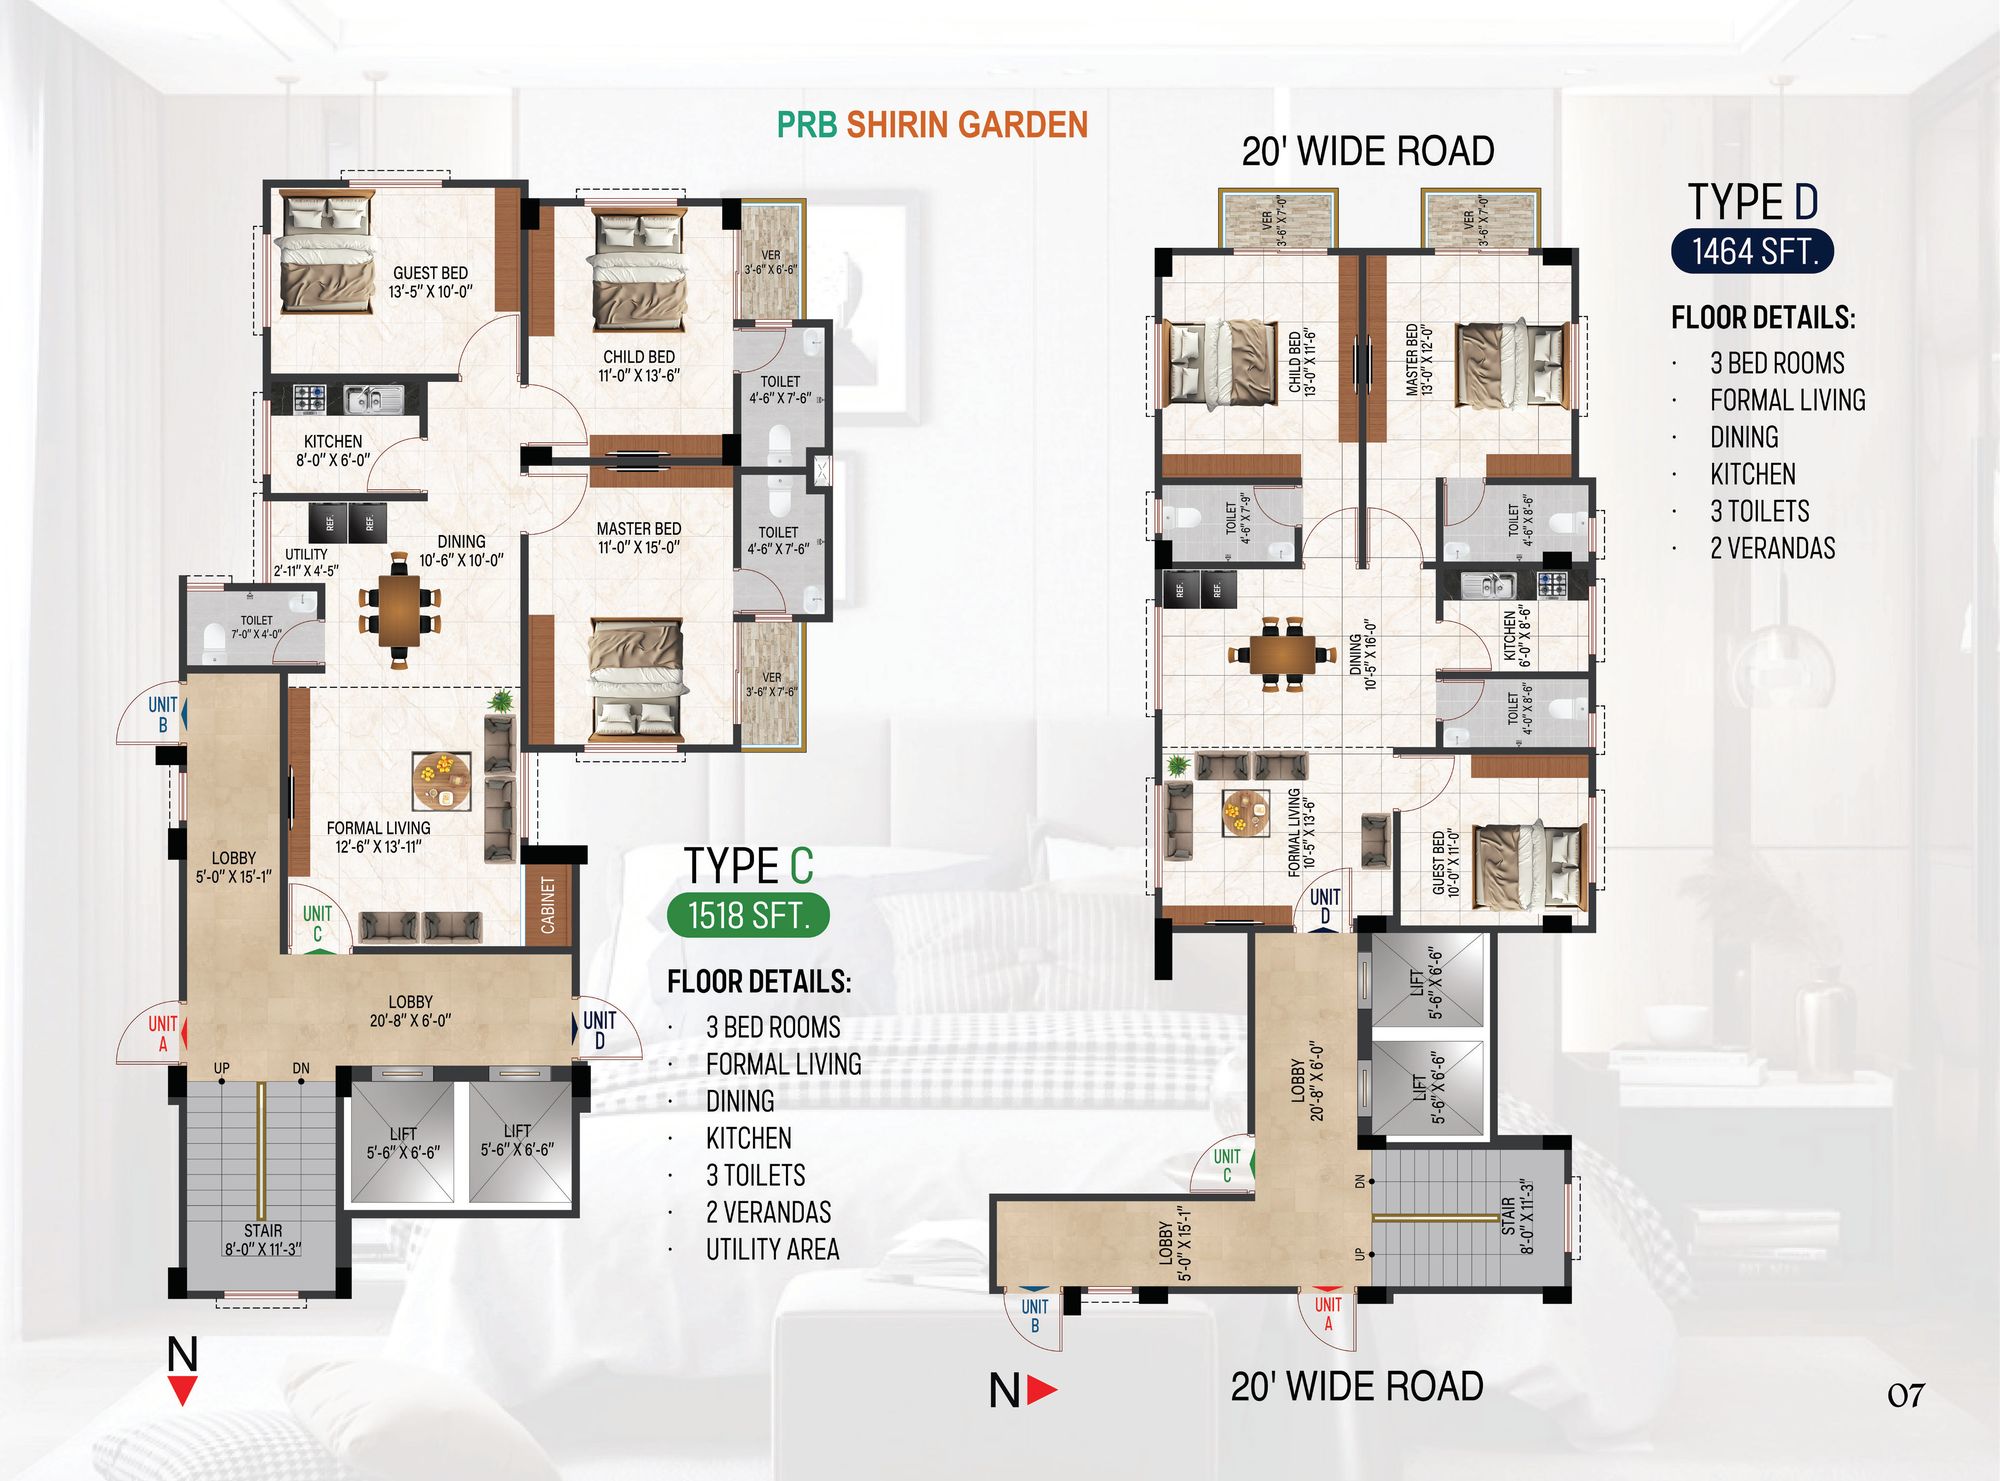 PRB SHIRIN GARDEN
GUEST BED
13'-5" X 10'-0"
CHILD BED
11'-0" X 13'-6"
VER
3'-6" X 6'-6"
TOILET
4'-6" X 7'-6"
KITCHEN
8'-0" X 6'-0"
REF.
REF.
UTILITY
2'-11" X 4'-5"
DINING
10'-6" X 10'-0"
MASTER BED
11'-0" X 15'-0"
TOILET
4'-6" X 7'-6"
TOILET
7'-0" X 4'-0"
VER
3'-6" X 7'-6"
UNIT
B
FORMAL LIVING
12'-6" X 13'-11"
LOBBY
5'-0" X 15'-1"
CABINET
UNIT
C
LOBBY
20'-8" X 6'-0"
UNIT
A
UNIT
D
UP
DN
LIFT
5'-6" X 6'-6"
LIFT
5'-6" X 6'-6"
STAIR
8'-0" X 11'-3"
N
TYPE C
1518 SFT.
FLOOR DETAILS:
· 3 BED ROOMS
· FORMAL LIVING
· DINING
· KITCHEN
· 3 TOILETS
· 2 VERANDAS
· UTILITY AREA
20' WIDE ROAD
VER
3'-6" X 7'-0"
VER
3'-6" X 7'-0"
CHILD BED
13'-0" X 11'-6"
MASTER BED
13'-0" X 12'-0"
TOILET
4'-6" X 7'-9"
TOILET
4'-6" X 8'-6"
REF.
REF.
DINING
10'-5" X 16'-0"
KITCHEN
6'-0" X 8'-6"
TOILET
4'-0" X 8'-6"
FORMAL LIVING
10'-5" X 13'-6"
GUEST BED
10'-0" X 11'-0"
UNIT
D
LIFT
5'-6" X 6'-6"
LIFT
5'-6" X 6'-6"
LOBBY
20'-8" X 6'-0"
UNIT
C
DN
UP
STAIR
8'-0" X 11'-3"
LOBBY
5'-0" X 15'-1"
UNIT
B
UNIT
A
N
20' WIDE ROAD
TYPE D
1464 SFT.
FLOOR DETAILS:
· 3 BED ROOMS
· FORMAL LIVING
· DINING
· KITCHEN
· 3 TOILETS
· 2 VERANDAS
07